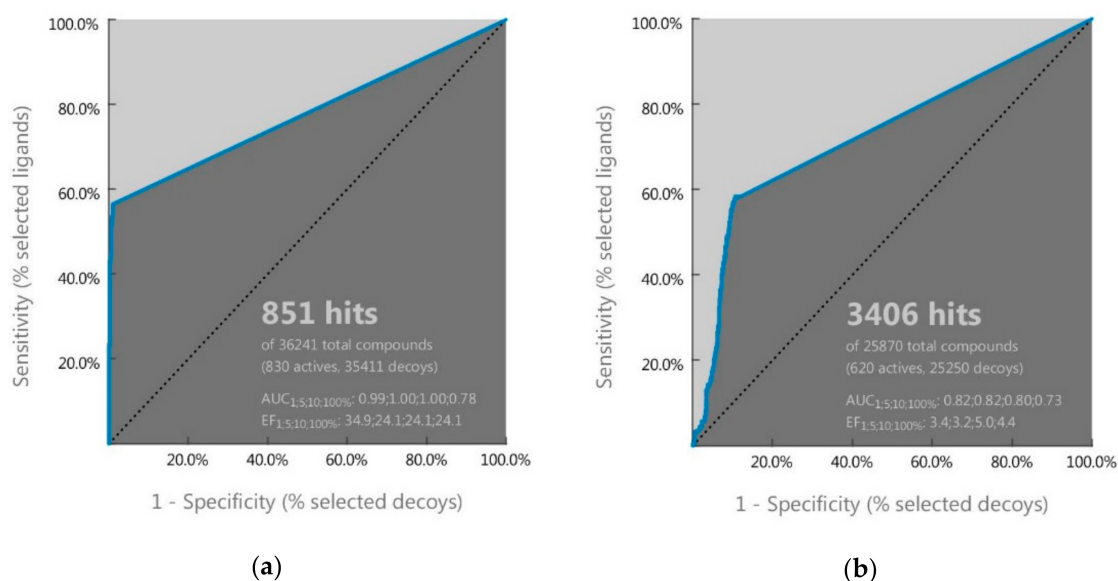 100.0%
80.0%
60.0%
40.0%
20.0%
Sensitivity (% selected ligands)
851 hits
of 36241 total compounds
(830 actives, 35411 decoys)
AUC1;5;10;100%: 0.99;1.00;1.00;0.78
EF1;5;10;100%: 34.9;24.1;24.1;24.1
20.0% 40.0% 60.0% 80.0% 100.0%
1 - Specificity (% selected decoys)
(a)
100.0%
80.0%
60.0%
40.0%
20.0%
Sensitivity (% selected ligands)
3406 hits
of 25870 total compounds
(620 actives, 25250 decoys)
AUC1;5;10;100%: 0.82;0.82;0.80;0.73
EF1;5;10;100%: 3.4;3.2;5.0;4.4
20.0% 40.0% 60.0% 80.0% 100.0%
1 - Specificity (% selected decoys)
(b)